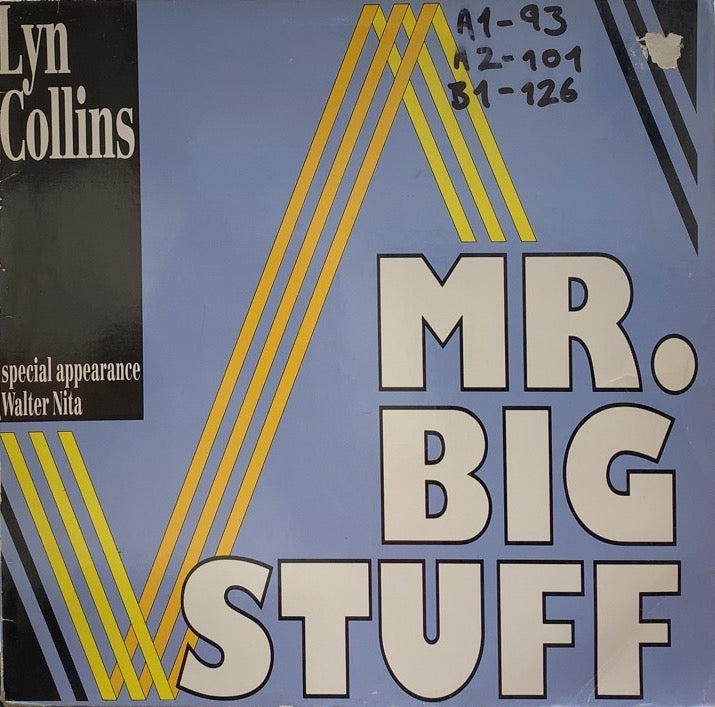 Lyn
Collins
special appearance
Walter Nita
A1-93
A2-101
B1-126
MR.
BIG
STUFF